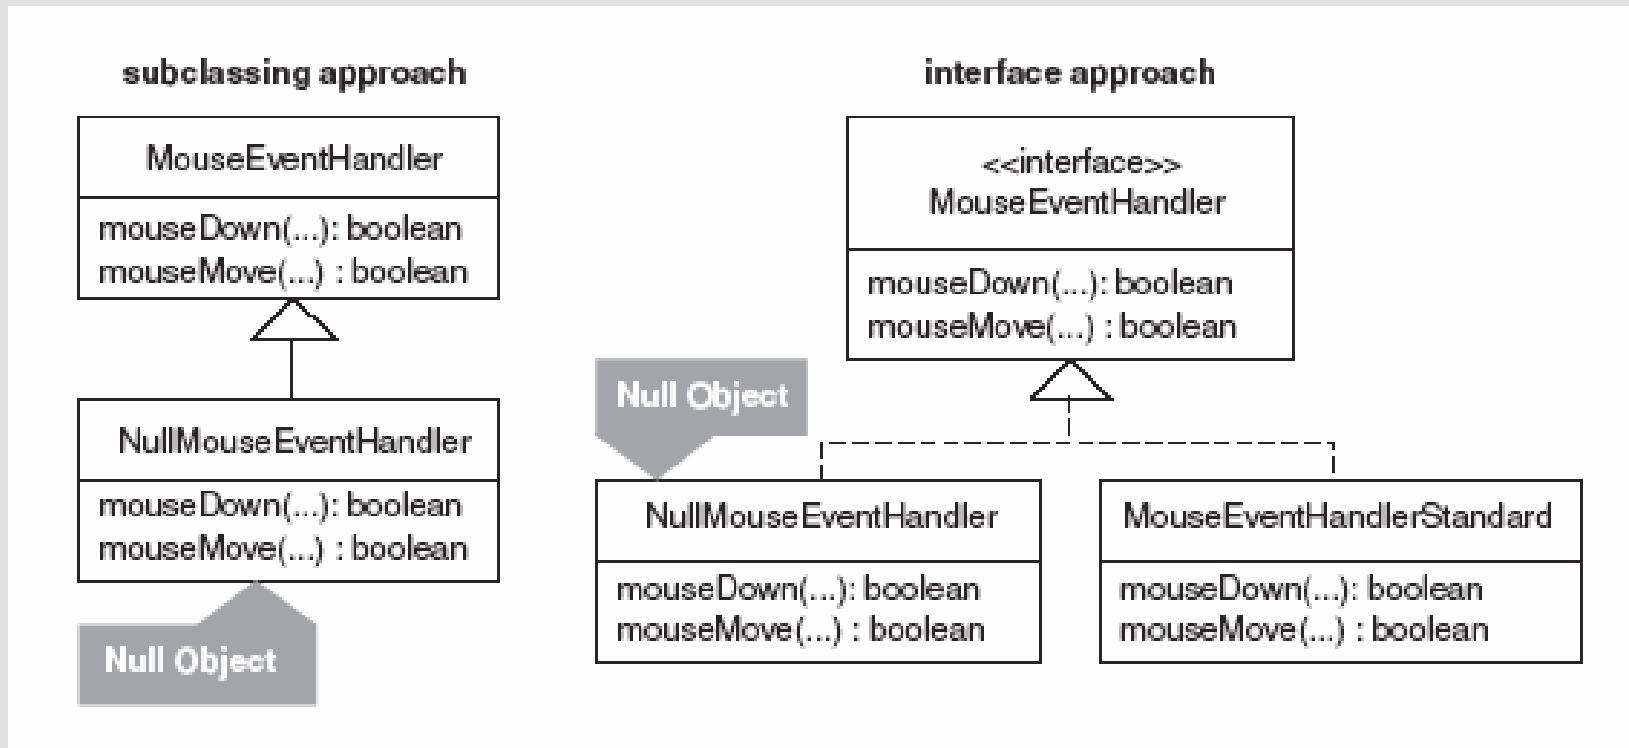 subclassing approach
MouseEventHandler
mouseDown(...): boolean
mouseMove(...) : boolean
NullMouseEventHandler
mouseDown(...): boolean
mouseMove(...) : boolean
Null Object
interface approach
<<interface>>
MouseEventHandler
mouseDown(...): boolean
mouseMove(...) : boolean
Null Object
NullMouseEventHandler
mouseDown(...): boolean
mouseMove(...) : boolean
MouseEventHandlerStandard
mouseDown(...): boolean
mouseMove(...) : boolean